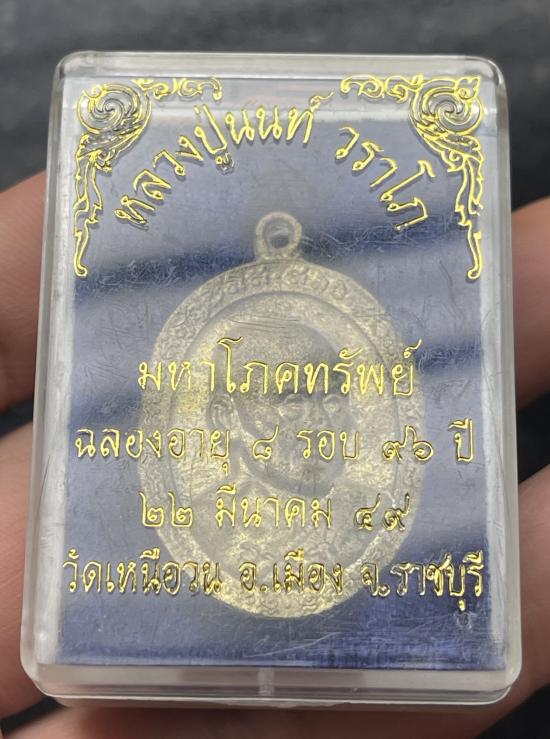 หลวงปู่นนท์ วราโภ
มหาโภคทรัพย์
ฉลองอายุ ๘ รอบ ๙๖ ปี
๒๒ มีนาคม ๔๙
วัดเหนือวน อ.เมือง จ.ราชบุรี